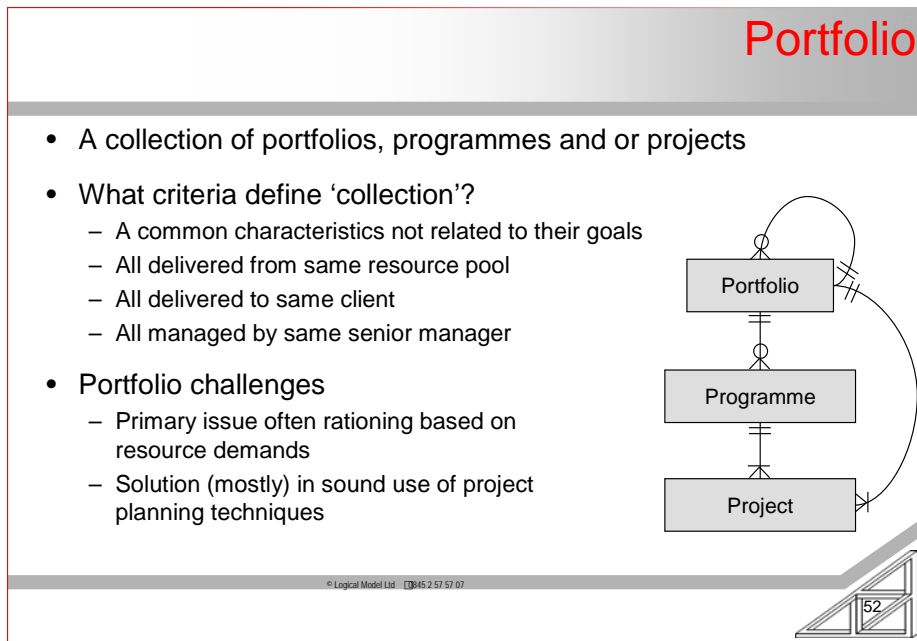 Portfolio
• A collection of portfolios, programmes and or projects
• What criteria define ‘collection’?
– A common characteristics not related to their goals
– All delivered from same resource pool
– All delivered to same client
– All managed by same senior manager
• Portfolio challenges
– Primary issue often rationing based on
resource demands
– Solution (mostly) in sound use of project
planning techniques
Portfolio
Programme
Project
© Logical Model Ltd 0845 2 57 57 07
52